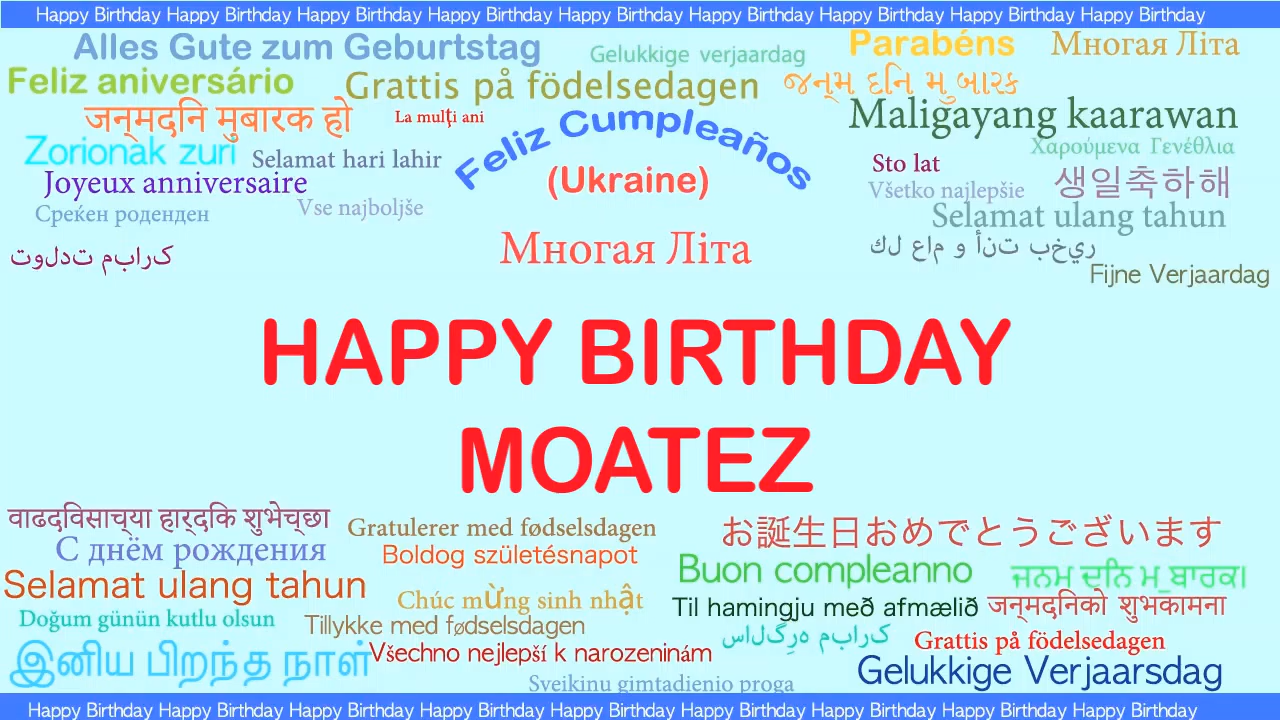 Happy Birthday Happy Birthday Happy Birthday Happy Birthday Happy Birthday Happy Birthday Happy Birthday Happy Birthday Happy Birthday
Alles Gute zum Geburtstag
Gelukkige verjaardag
Parabéns
Многая Літа
Feliz aniversário
Grattis på födelsedagen
જન્મ દિન મુબારક
जन्मदिन मुबारक हो
La mulţi ani
Feliz Cumpleaños
Maligayang kaarawan
Zorionak zuri
Selamat hari lahir
(Ukraine)
Sto lat
Χαρούμενα Γενέθλια
Joyeux anniversaire
Všetko najlepšie
생일축하해
Среќен роденден
Vse najboljše
Selamat ulang tahun
تولدت مبارک
Многая Літа
كل عام و أنت بخير
Fijne Verjaardag
HAPPY BIRTHDAY
MOATEZ
वाढदिवसाच्या हार्दिक शुभेच्छा
Gratulerer med fødselsdagen
お誕生日おめでとうございます
С днём рождения
Boldog születésnapot
Buon compleanno
ਜਨਮ ਦਿਨ ਮੁਬਾਰਕ।
Selamat ulang tahun
Chúc mừng sinh nhật
Til hamingju með afmælið
जन्मदिनको शुभकामना
Doğum günün kutlu olsun
Tillykke med fødselsdagen
سالگرہ مبارک
Grattis på födelsedagen
இனிய பிறந்த நாள்
Všechno nejlepší k narozeninám
Gelukkige Verjaarsdag
Sveikinu gimtadienio proga
Happy Birthday Happy Birthday Happy Birthday Happy Birthday Happy Birthday Happy Birthday Happy Birthday Happy Birthday Happy Birthday